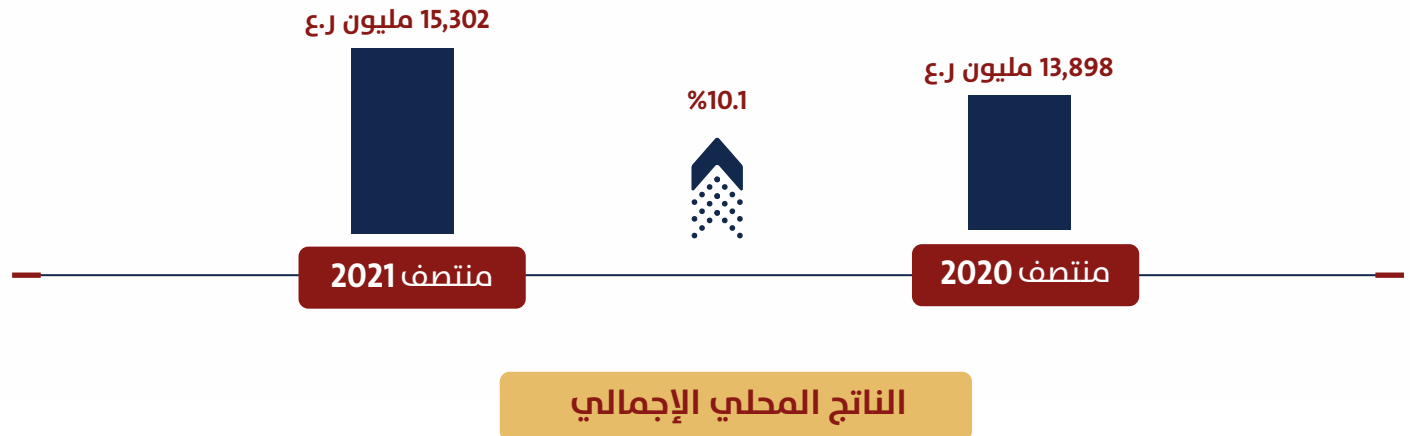 13,898 مليون ر.ع
15,302 مليون ر.ع
%10.1
منتصف 2020
منتصف 2021
الناتج المحلي الإجمالي